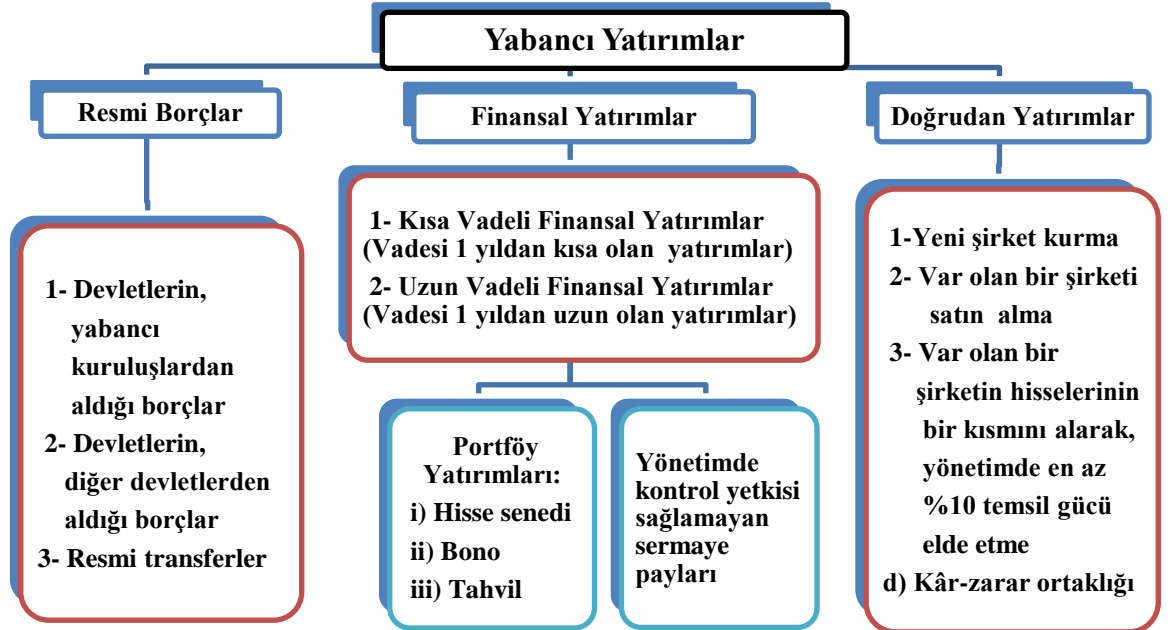 Yabancı Yatırımlar
Resmi Borçlar
1- Devletlerin,
yabancı
kuruluşlardan
aldığı borçlar
2- Devletlerin,
diğer devletlerden
aldığı borçlar
3- Resmi transferler
Finansal Yatırımlar
1- Kısa Vadeli Finansal Yatırımlar
(Vadesi 1 yıldan kısa olan yatırımlar)
2- Uzun Vadeli Finansal Yatırımlar
(Vadesi 1 yıldan uzun olan yatırımlar)
Portföy
Yatırımları:
i) Hisse senedi
ii) Bono
iii) Tahvil
Yönetimde
kontrol yetkisi
sağlamayan
sermaye
payları
Doğrudan Yatırımlar
1-Yeni şirket kurma
2- Var olan bir şirketi
satın alma
3- Var olan bir
şirketin hisselerinin
bir kısmını alarak,
yönetimde en az
%10 temsil gücü
elde etme
d) Kâr-zarar ortaklığı